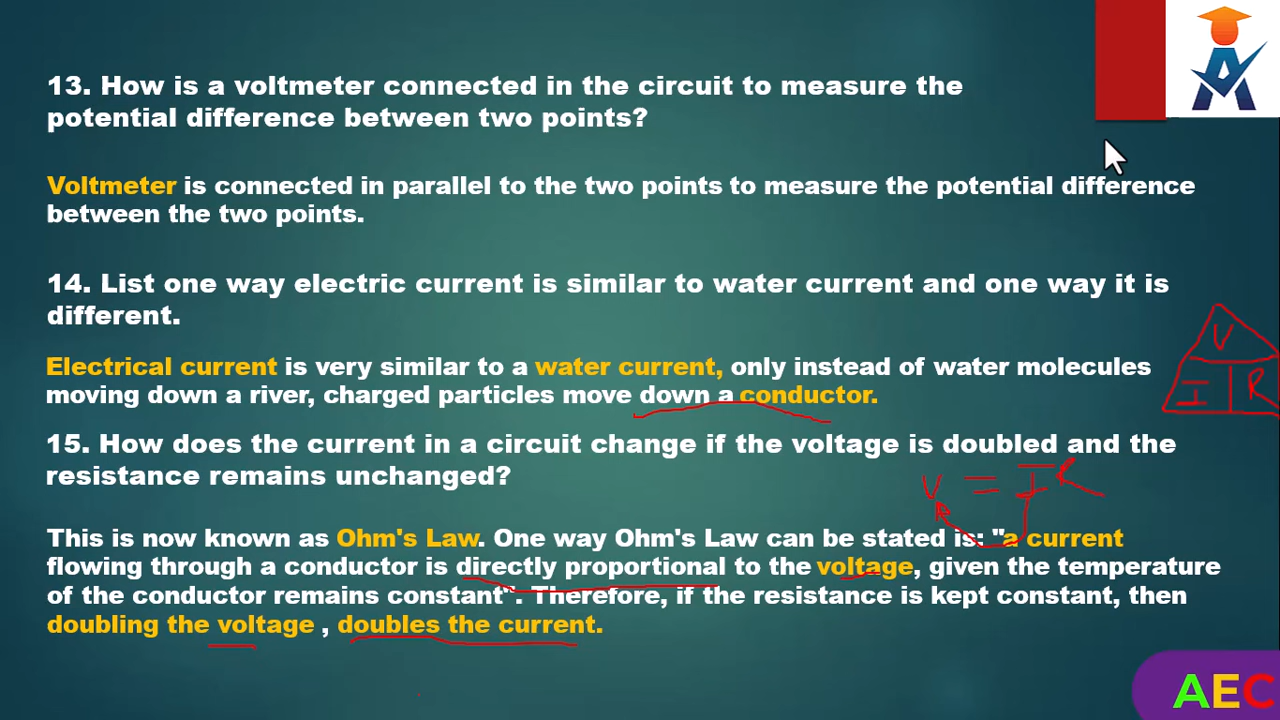 13. How is a voltmeter connected in the circuit to measure the
potential difference between two points?
Voltmeter is connected in parallel to the two points to measure the potential difference
between the two points.
14. List one way electric current is similar to water current and one way it is
different.
Electrical current is very similar to a water current, only instead of water molecules
moving down a river, charged particles move down a conductor.
V
I R
15. How does the current in a circuit change if the voltage is doubled and the
resistance remains unchanged?
V = IR
This is now known as Ohm's Law. One way Ohm's Law can be stated is: "a current
flowing through a conductor is directly proportional to the voltage, given the temperature
of the conductor remains constant". Therefore, if the resistance is kept constant, then
doubling the voltage , doubles the current.
AEC